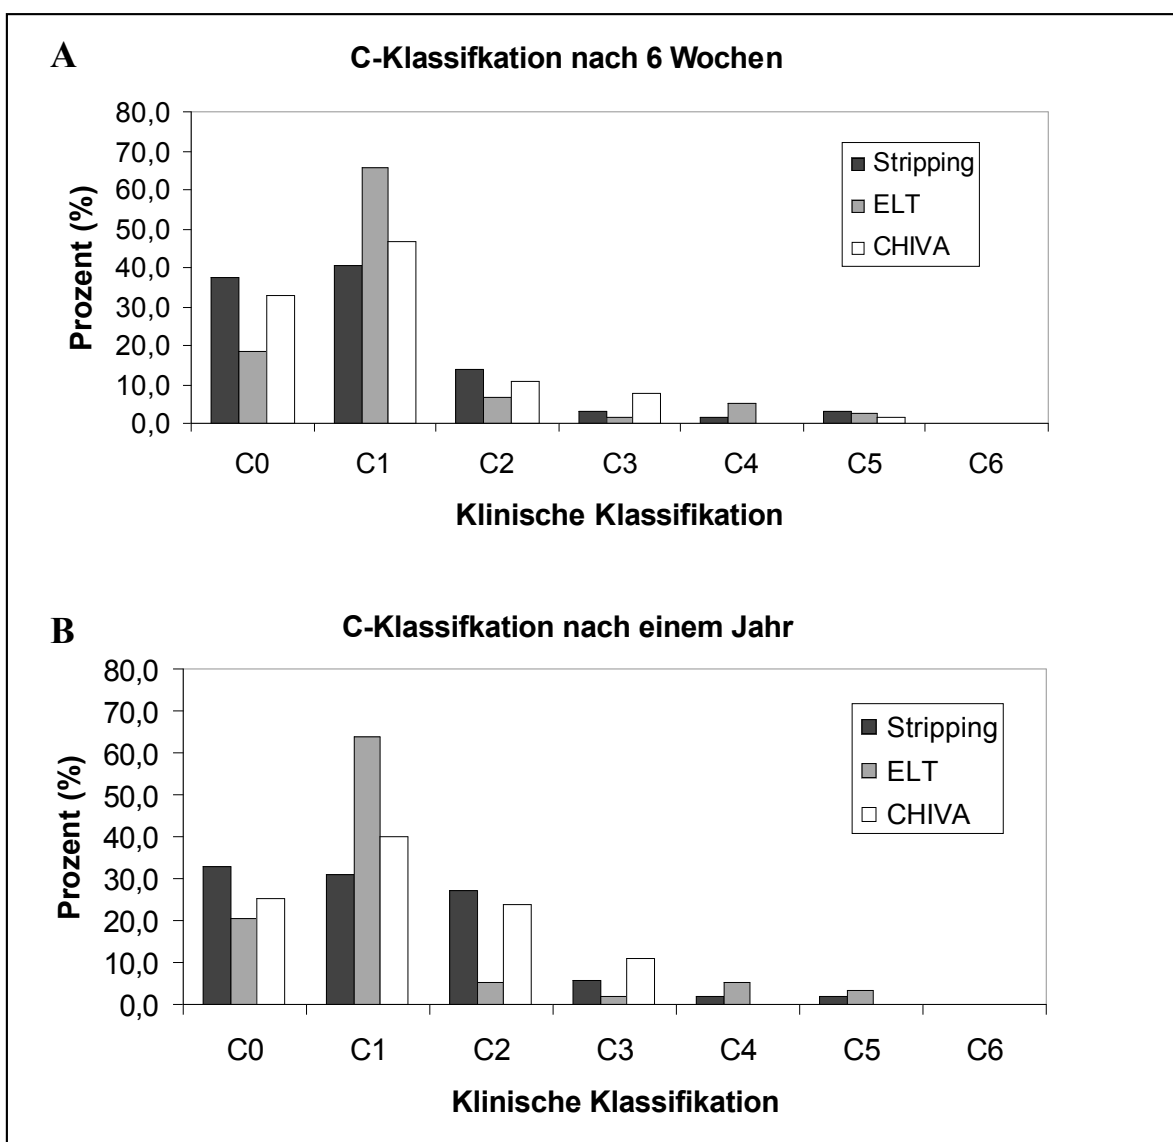 A
C-Klassifkation nach 6 Wochen
80,0
70,0
60,0
50,0
40,0
30,0
20,0
10,0
0,0
Prozent (%)
Stripping
ELT
CHIVA
C0 C1 C2 C3 C4 C5 C6
Klinische Klassifikation
B
C-Klassifkation nach einem Jahr
80,0
70,0
60,0
50,0
40,0
30,0
20,0
10,0
0,0
Prozent (%)
Stripping
ELT
CHIVA
C0 C1 C2 C3 C4 C5 C6
Klinische Klassifikation